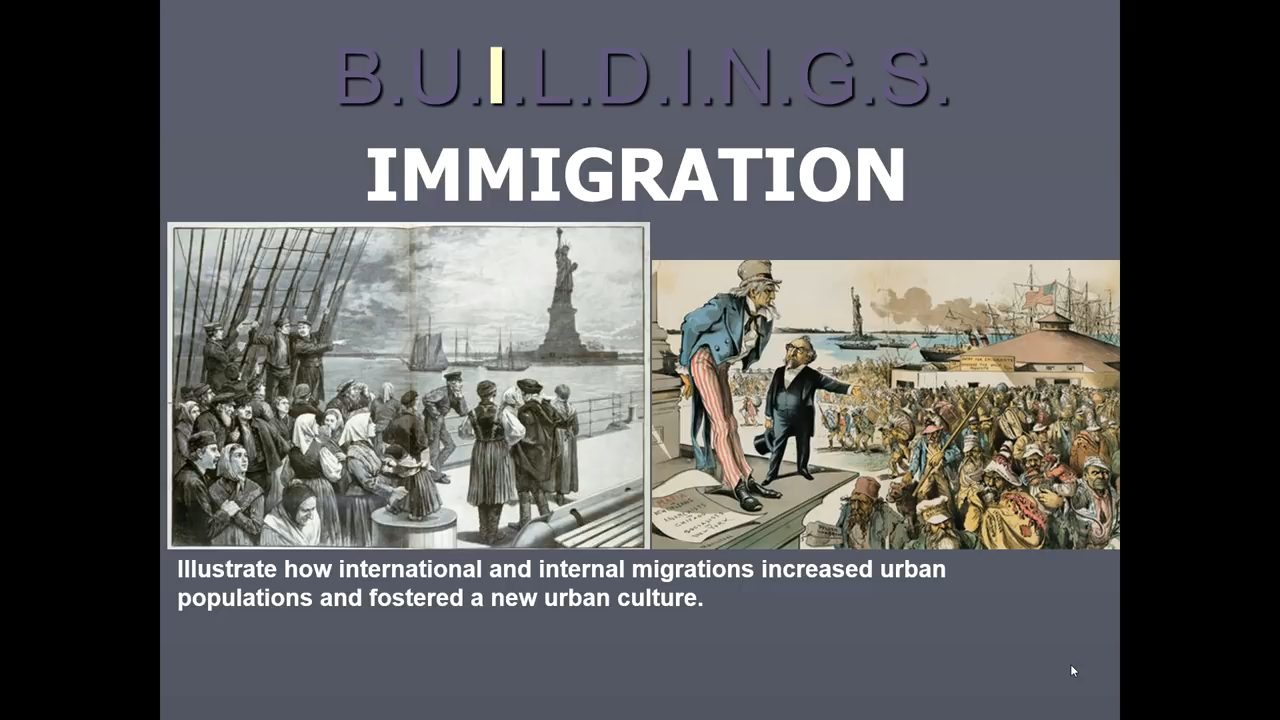 B.U.I.L.D.I.N.G.S.
IMMIGRATION
Illustrate how international and internal migrations increased urban
populations and fostered a new urban culture.